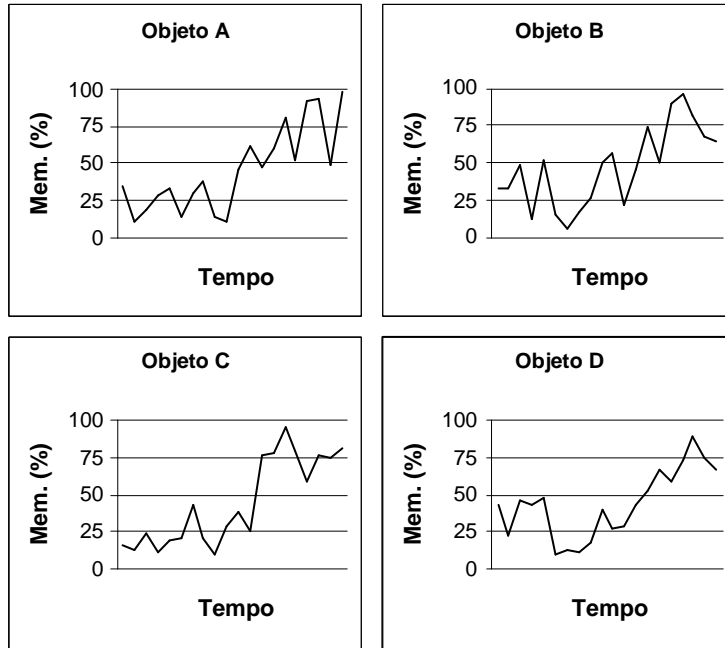 Objeto A
100
75
50
25
0
Mem. (%)
Tempo
Objeto B
100
75
50
25
0
Mem. (%)
Tempo
Objeto C
100
75
50
25
0
Mem. (%)
Tempo
Objeto D
100
75
50
25
0
Mem. (%)
Tempo